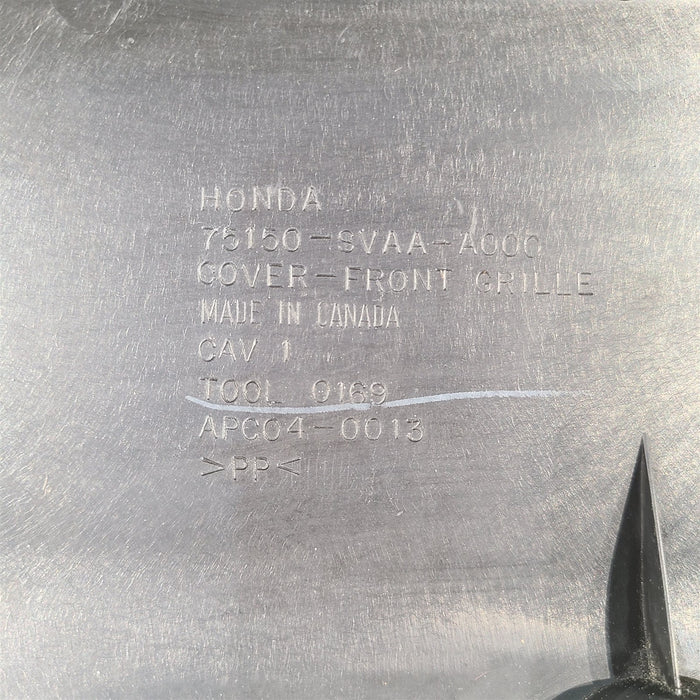 HONDA
75150-SVAA-A000
COVER-FRONT GRILLE
MADE IN CANADA
CAV 1
TOOL 0169
APC04-0013
>PP<